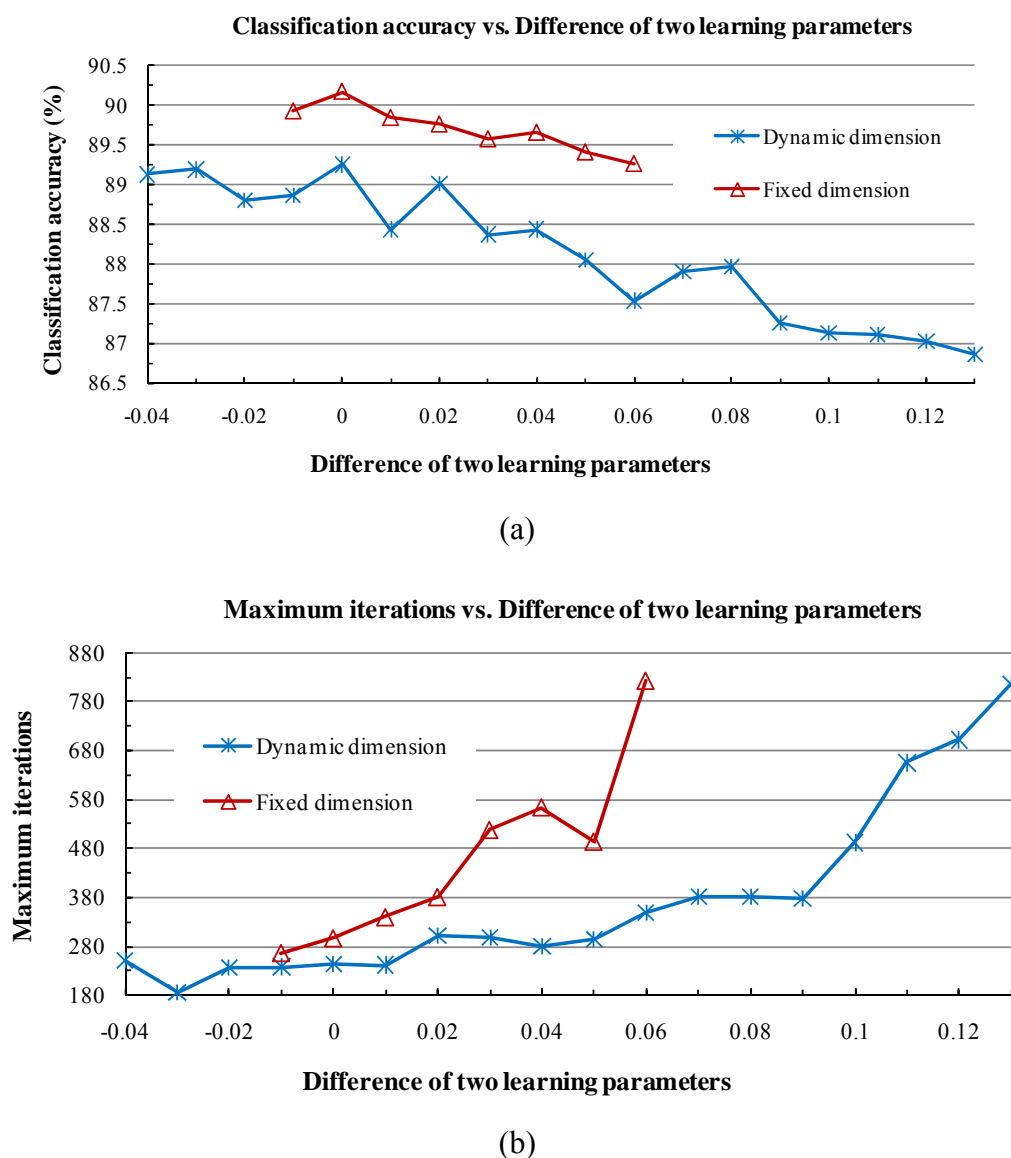 Classification accuracy vs. Difference of two learning parameters
Classification accuracy (%)
90.5
90
89.5
89
88.5
88
87.5
87
86.5
Dynamic dimension
Fixed dimension
-0.04 -0.02 0 0.02 0.04 0.06 0.08 0.1 0.12
Difference of two learning parameters
(a)
Maximum iterations vs. Difference of two learning parameters
Maximum iterations
880
780
680
580
480
380
280
180
Dynamic dimension
Fixed dimension
-0.04 -0.02 0 0.02 0.04 0.06 0.08 0.1 0.12
Difference of two learning parameters
(b)